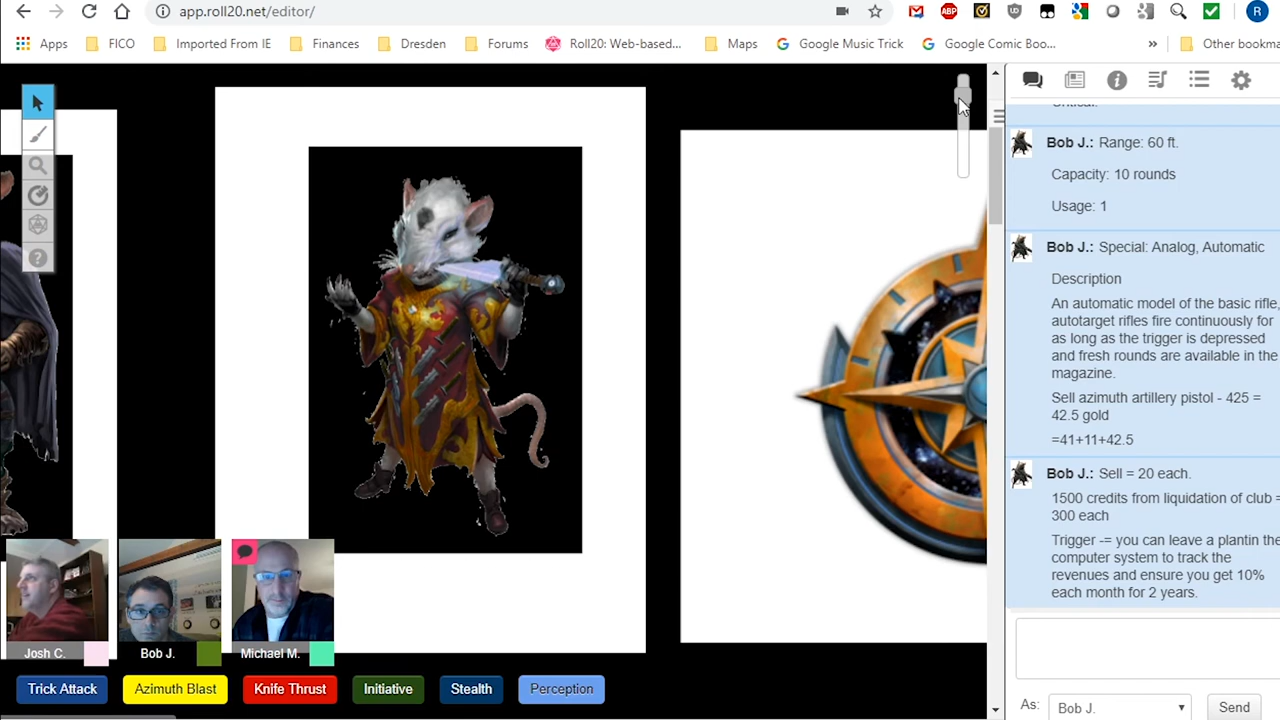 app.roll20.net/editor/
Apps FICO Imported From IE Finances Dresden Forums Roll20: Web-based... Maps Google Music Trick Google Comic Boo... » Other bookma
Bob J.: Range: 60 ft.
Capacity: 10 rounds
Usage: 1
Bob J.: Special: Analog, Automatic
Description
An automatic model of the basic rifle,
autotarget rifles fire continuously for
as long as the trigger is depressed
and fresh rounds are available in the
magazine.
Sell azimuth artillery pistol - 425 =
42.5 gold
=41+11+42.5
Bob J.: Sell = 20 each.
1500 credits from liquidation of club =
300 each
Trigger -= you can leave a plantin the
computer system to track the
revenues and ensure you get 10%
each month for 2 years.
Josh C. Bob J. Michael M.
Trick Attack Azimuth Blast Knife Thrust Initiative Stealth Perception
As: Bob J. Send